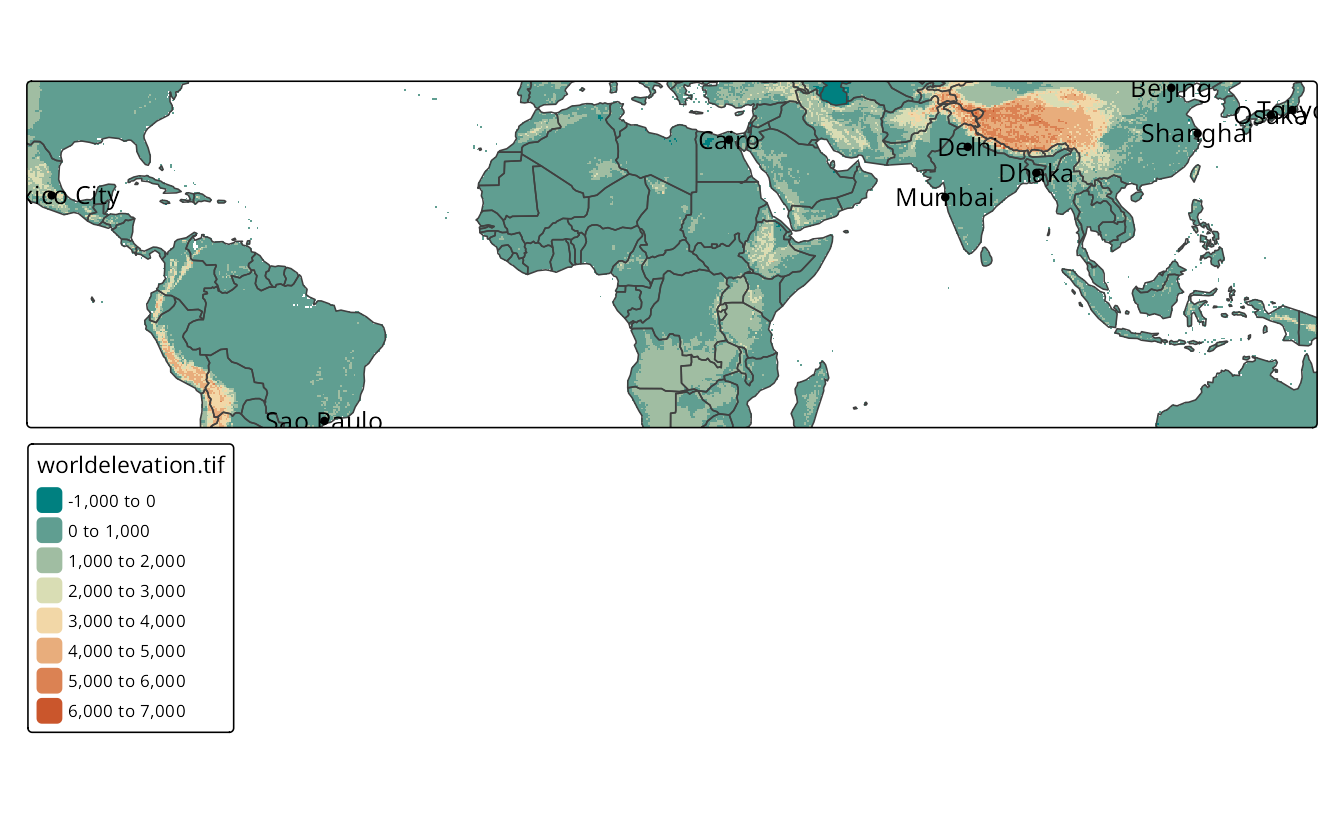 Beijing
Tokyo
Osaka
Shanghai
Cairo
Delhi
Dhaka
xico City
Mumbai
Sao Paulo
worldelevation.tif
-1,000 to 0
0 to 1,000
1,000 to 2,000
2,000 to 3,000
3,000 to 4,000
4,000 to 5,000
5,000 to 6,000
6,000 to 7,000